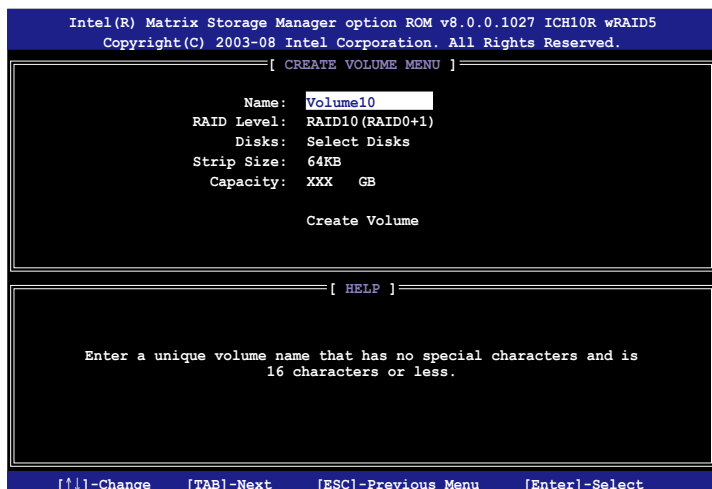 Intel(R) Matrix Storage Manager option ROM v8.0.0.1027 ICH10R wRAID5
Copyright(C) 2003-08 Intel Corporation. All Rights Reserved.
[ CREATE VOLUME MENU ]
Name: Volume10
RAID Level: RAID10(RAID0+1)
Disks: Select Disks
Strip Size: 64KB
Capacity: XXX GB
Create Volume
[ HELP ]
Enter a unique volume name that has no special characters and is
16 characters or less.
[↑↓]-Change [TAB]-Next [ESC]-Previous Menu [Enter]-Select